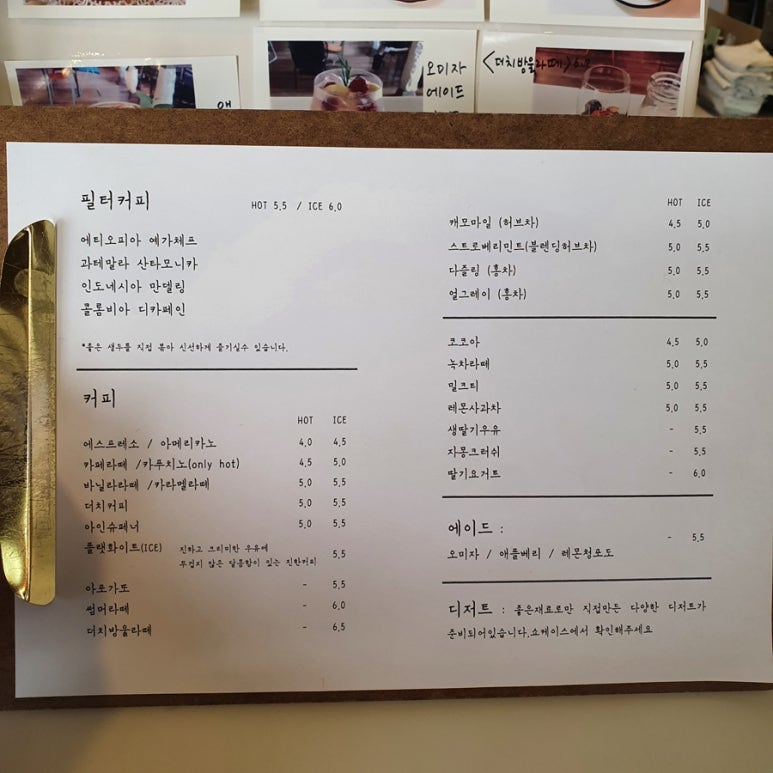 오미자
에이드
<더치방울라떼>
필터커피 HOT 5.5 / ICE 6.0
에티오피아 예가체프
과테말라 산타모니카
인도네시아 만델링
콜롬비아 디카페인
*좋은 생두를 직접 볶아 신선하게 즐기실수 있습니다.
커피
HOT ICE
에스트레소 / 아메리카노 4.0 4.5
카페라떼 /카푸치노(only hot) 4.5 5.0
바닐라라떼 /카라멜라떼 5.0 5.5
더치커피 5.0 5.5
아인슈페너 5.0 5.5
플랫화이트(ICE) 진하고 크리미한 우유에 5.5
무겁지 않은 달콤함이 있는 진한커피
아포가또 - 5.5
썸머라떼 - 6.0
더치방울라떼 - 6.5
HOT ICE
캐모마일 (허브차) 4.5 5.0
스트로베리민트(블렌딩허브차) 5.0 5.5
다즐링 (홍차) 5.0 5.5
얼그레이 (홍차) 5.0 5.5
코코아 4.5 5.0
녹차라떼 5.0 5.5
밀크티 5.0 5.5
레몬사과차 5.0 5.5
생딸기우유 - 5.5
자몽크러쉬 - 5.5
딸기요거트 - 6.0
에이드 : - 5.5
오미자 / 애플베리 / 레몬청포도
디저트 : 좋은재료로만 직접만든 다양한 디저트가
준비되어있습니다.쇼케이스에서 확인해주세요